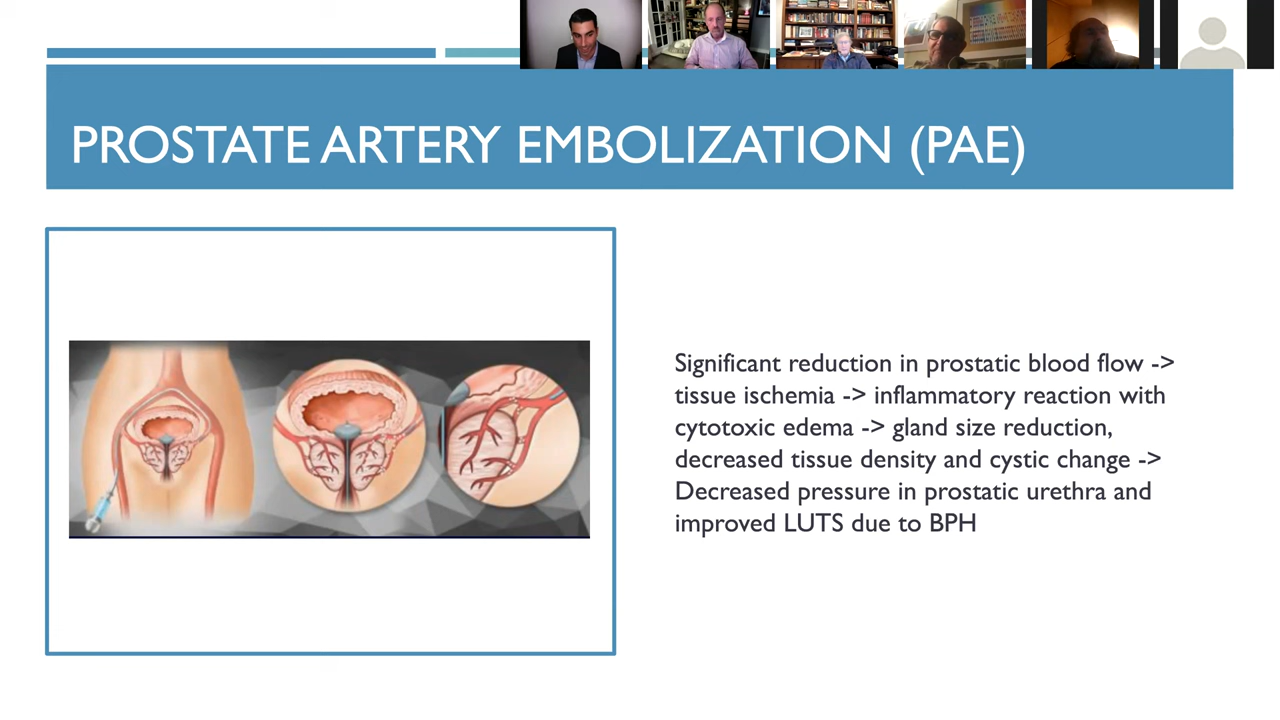 PROSTATE ARTERY EMBOLIZATION (PAE)
Significant reduction in prostatic blood flow ->
tissue ischemia -> inflammatory reaction with
cytotoxic edema -> gland size reduction,
decreased tissue density and cystic change ->
Decreased pressure in prostatic urethra and
improved LUTS due to BPH